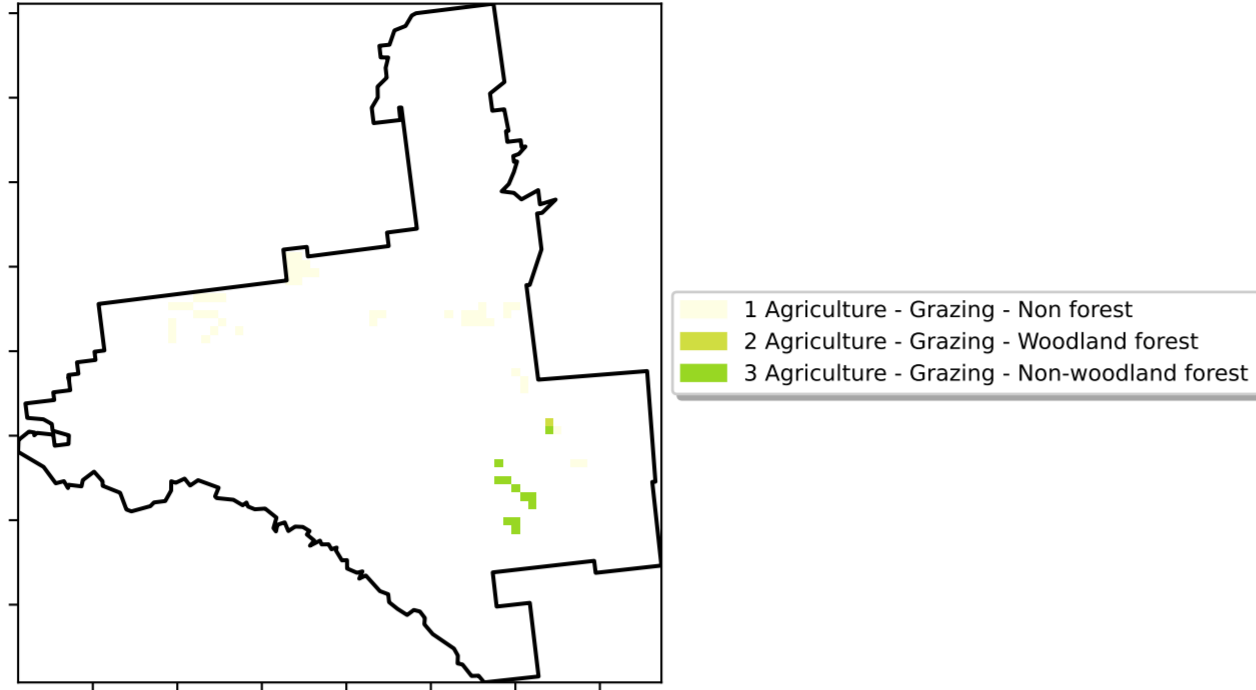 1 Agriculture - Grazing - Non forest
2 Agriculture - Grazing - Woodland forest
3 Agriculture - Grazing - Non-woodland forest